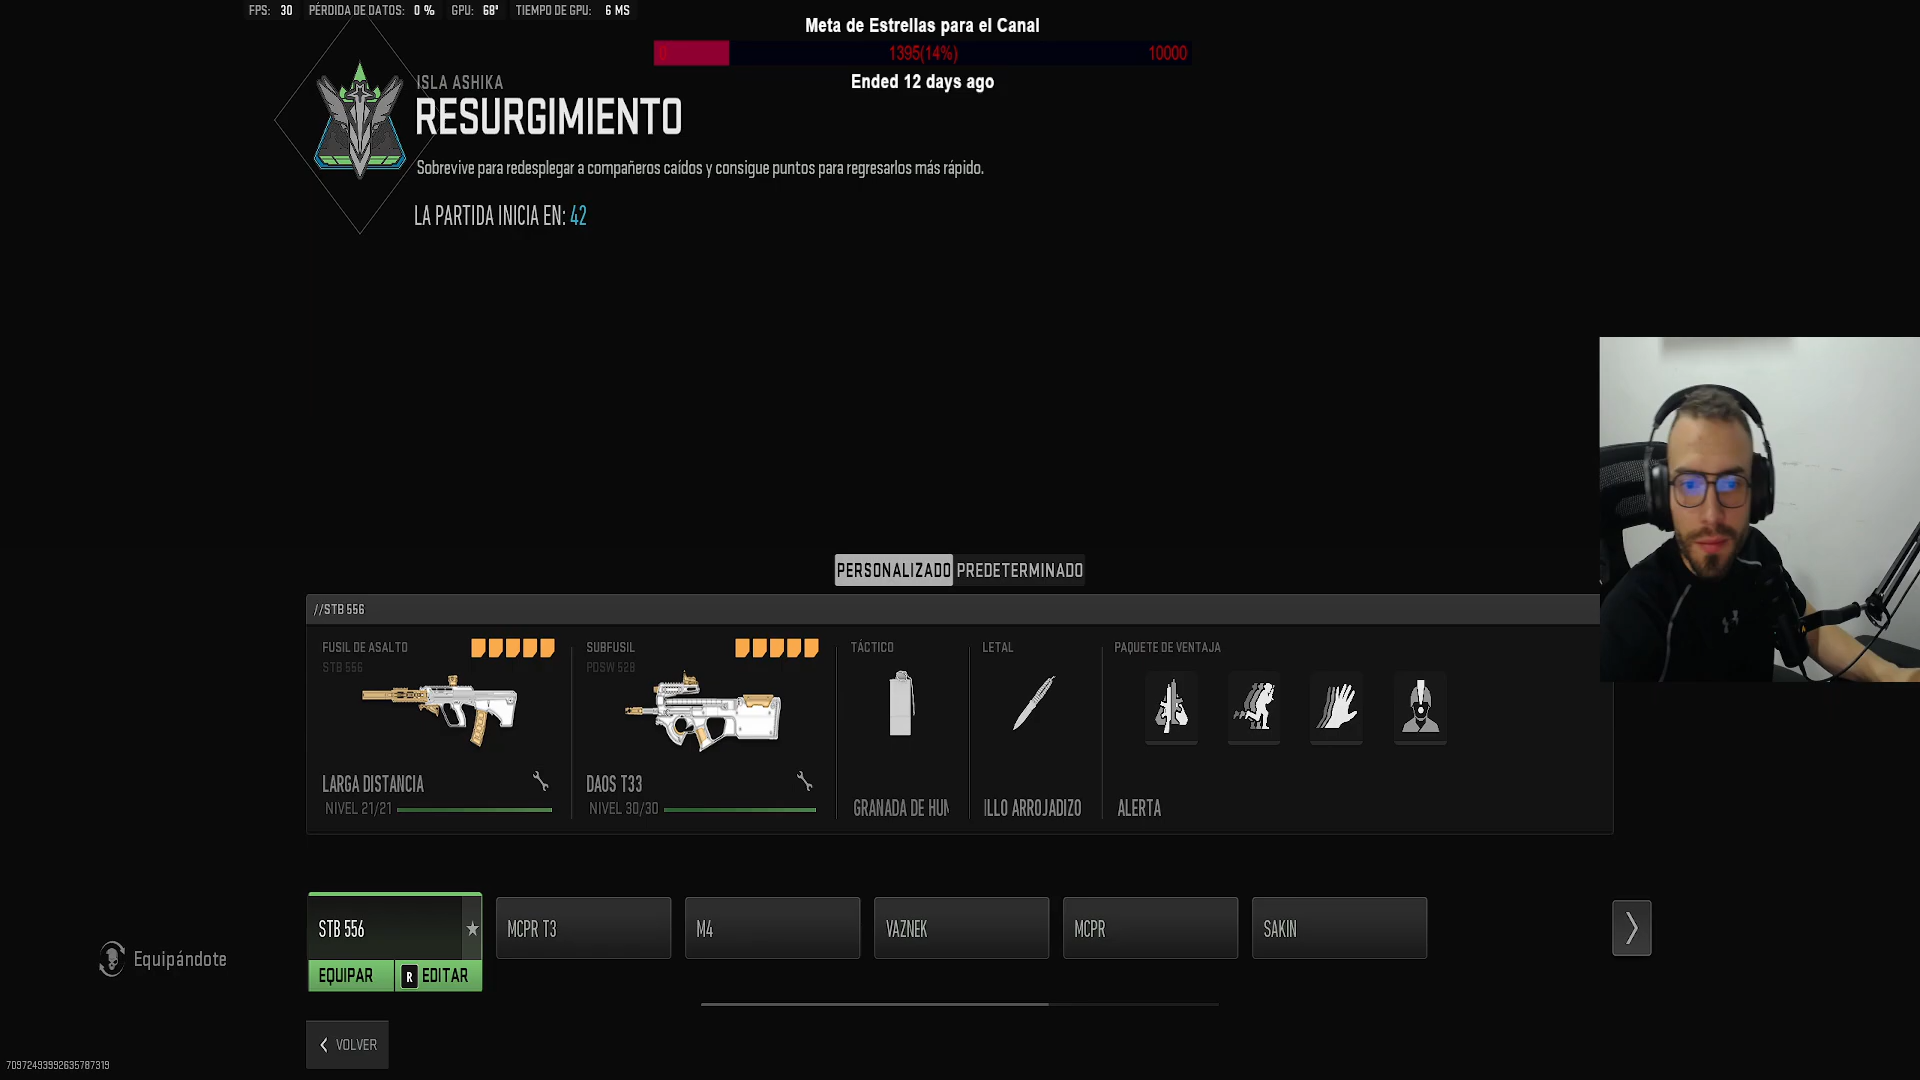 FPS: 30 PÉRDIDA DE DATOS: 0 % GPU: 68° TIEMPO DE GPU: 6 MS
Meta de Estrellas para el Canal
0 1395(14%) 10000
Ended 12 days ago
ISLA ASHIKA
RESURGIMIENTO
Sobrevive para redesplegar a compañeros caídos y consigue puntos para regresarlos más rápido.
LA PARTIDA INICIA EN: 42
PERSONALIZADO PREDETERMINADO
//STB 556
FUSIL DE ASALTO SUBFUSIL TÁCTICO LETAL PAQUETE DE VENTAJA
STB 556 PDSW 528
LARGA DISTANCIA DAOS T33
NIVEL 21/21 NIVEL 30/30 GRANADA DE HUM ILLO ARROJADIZO ALERTA
STB 556 MCPR T3 M4 VAZNEK MCPR SAKIN
Equipándote
EQUIPAR R EDITAR
VOLVER
70972493992635787319